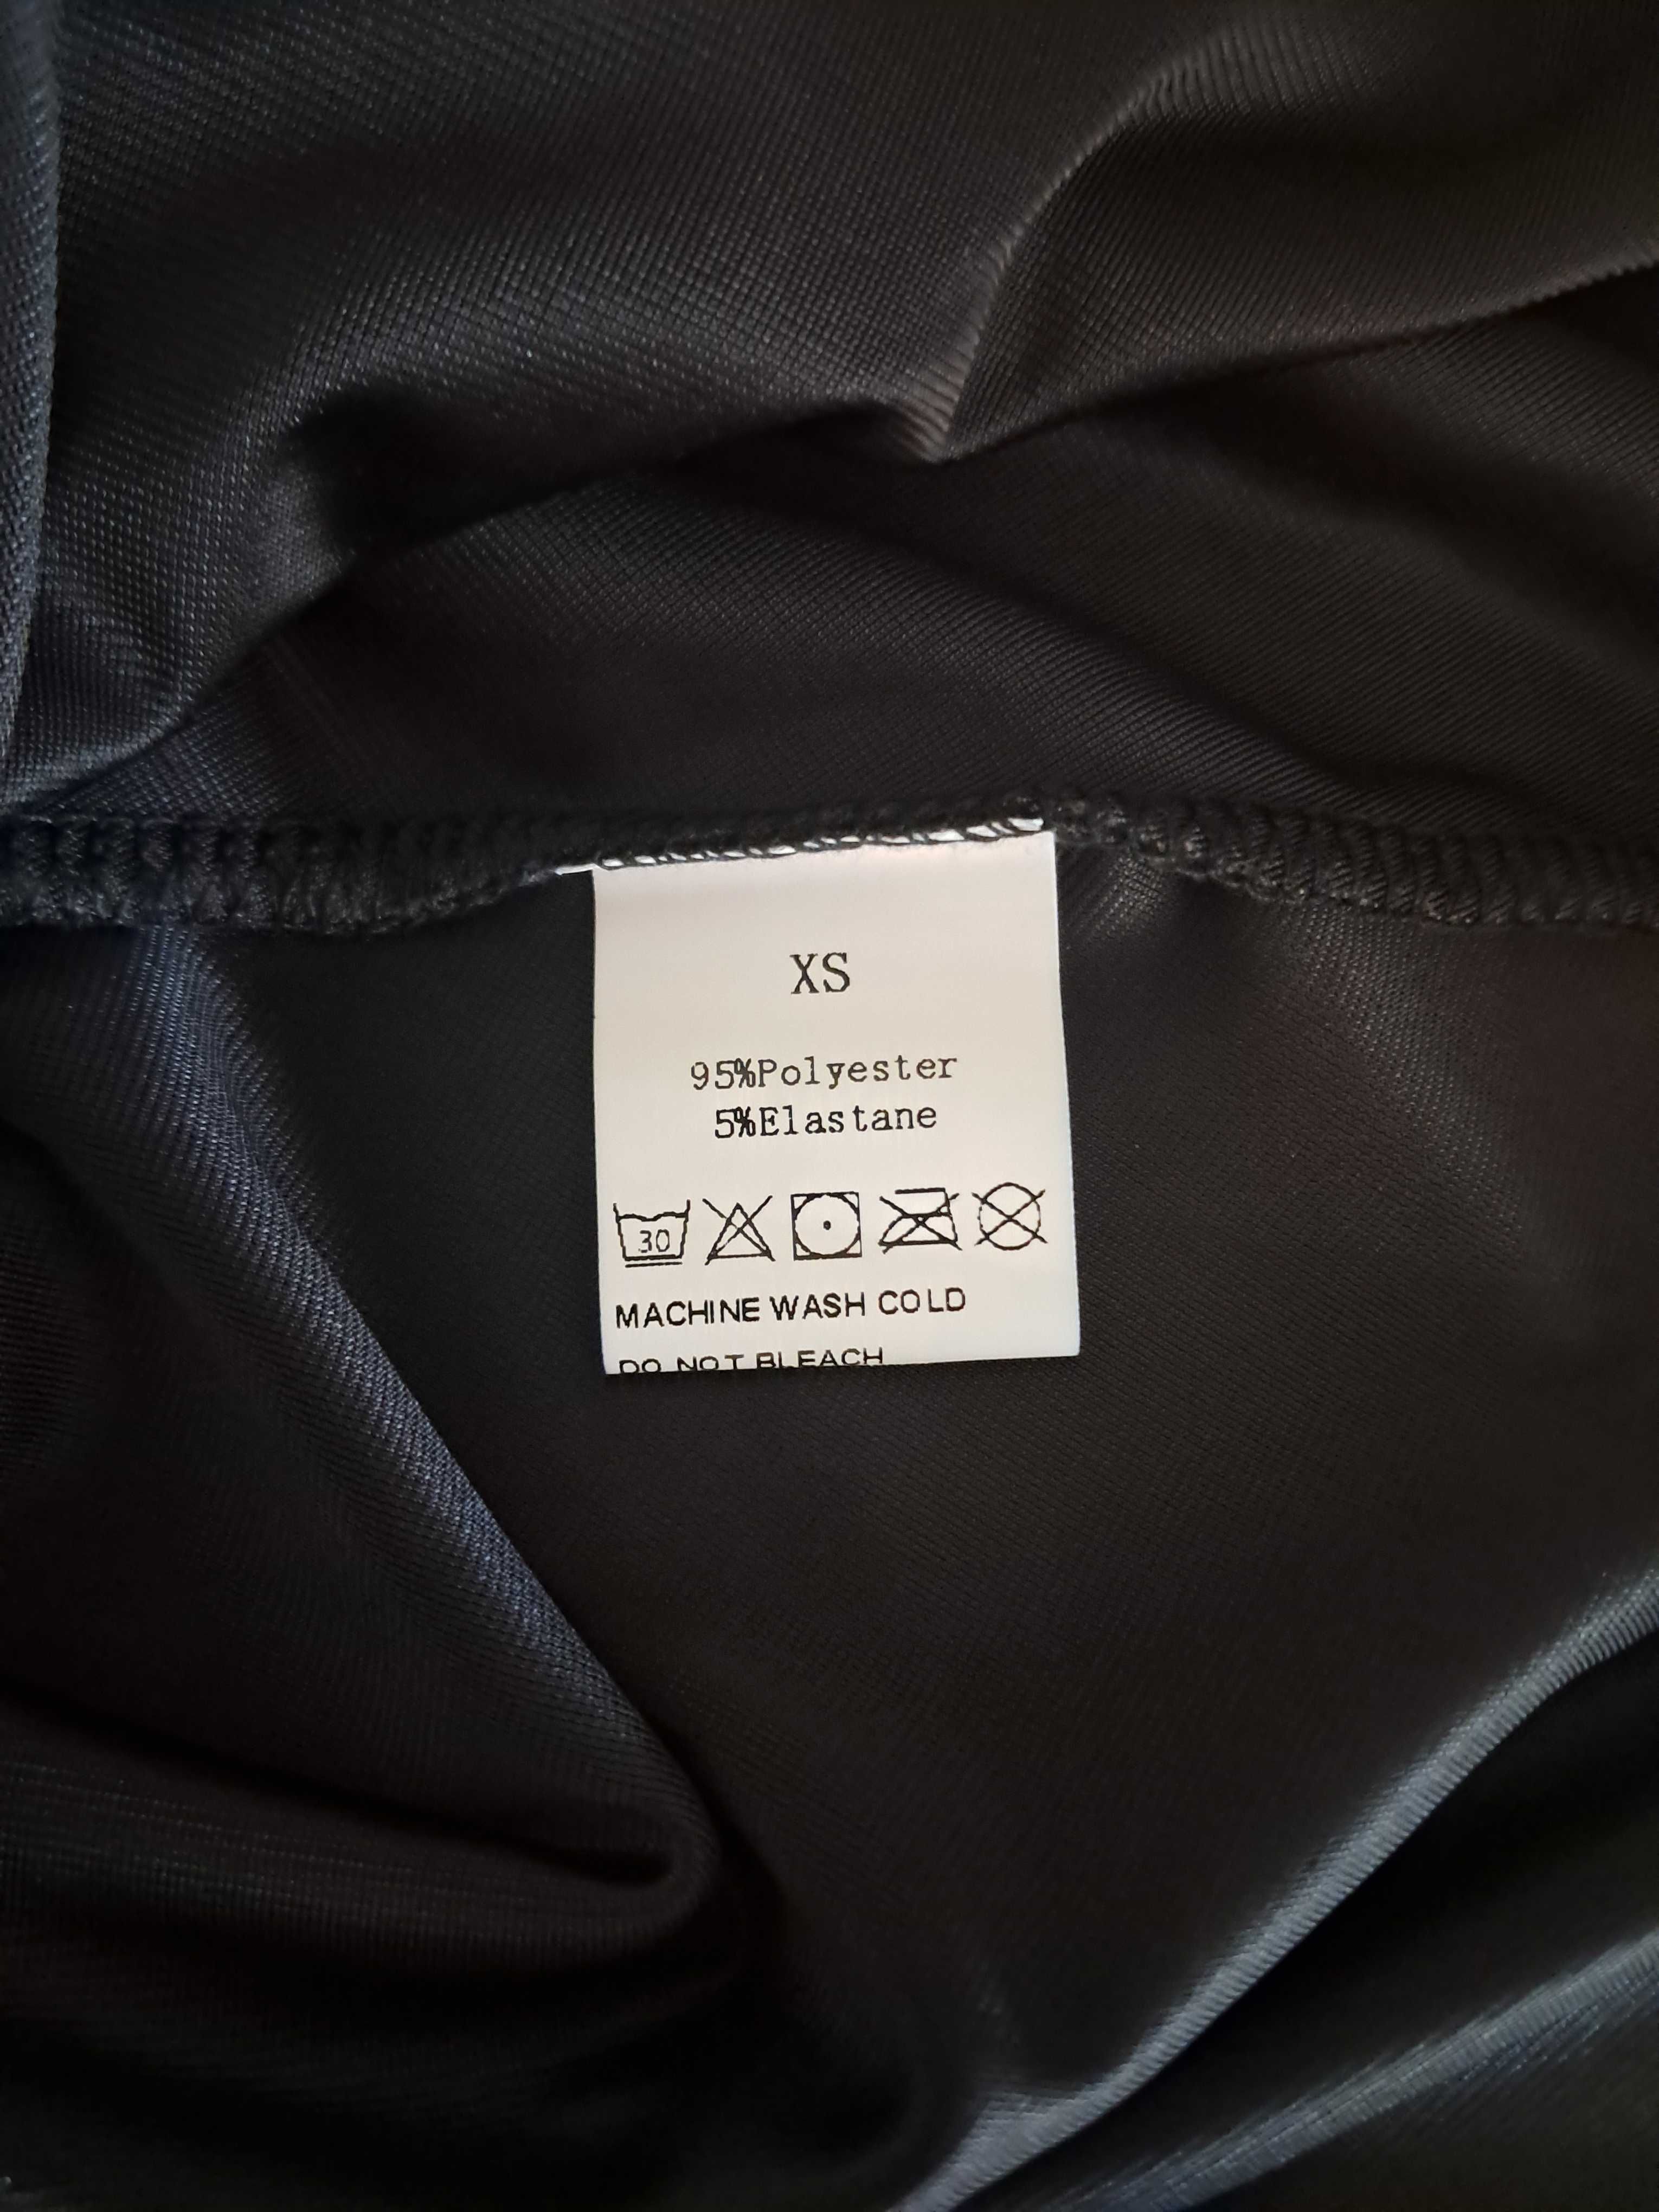 XS
95%Polyester
5%Elastane
30
MACHINE WASH COLD
DO NOT BLEACH